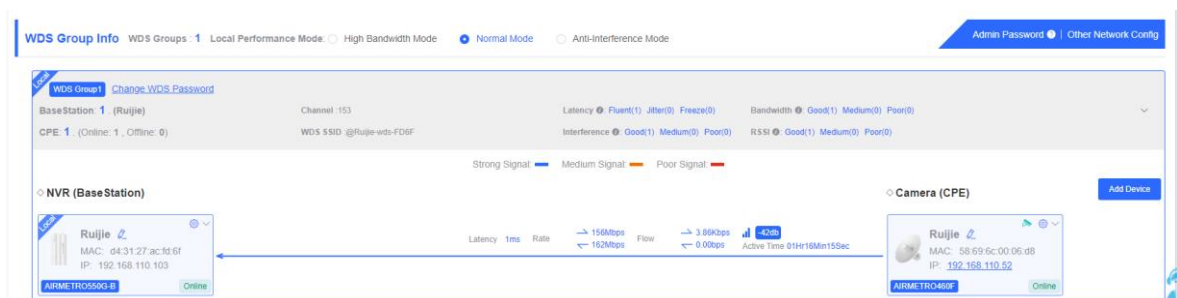 WDS Group Info WDS Groups : 1 Local Performance Mode: High Bandwidth Mode Normal Mode Anti-Interference Mode Admin Password | Other Network Config
Local
WDS Group1 Change WDS Password
BaseStation: 1 (Ruijie) Channel :153 Latency : Fluent(1) Jitter(0) Freeze(0) Bandwidth : Good(1) Medium(0) Poor(0)
CPE: 1 (Online: 1 , Offline: 0) WDS SSID :@Ruijie-wds-FD6F Interference : Good(1) Medium(0) Poor(0) RSSI : Good(1) Medium(0) Poor(0)
Strong Signal: Medium Signal: Poor Signal:
NVR (BaseStation) Camera (CPE) Add Device
Local
Ruijie
MAC: d4:31:27:ac:fd:6f
IP: 192.168.110.103
AIRMETRO550G-B Online
Latency 1ms Rate → 156Mbps ← 162Mbps Flow → 3.86Kbps ← 0.00bps -42db
Active Time 01Hr16Min15Sec
Ruijie
MAC: 58:69:6c:00:06:d8
IP: 192.168.110.52
AIRMETRO460F Online